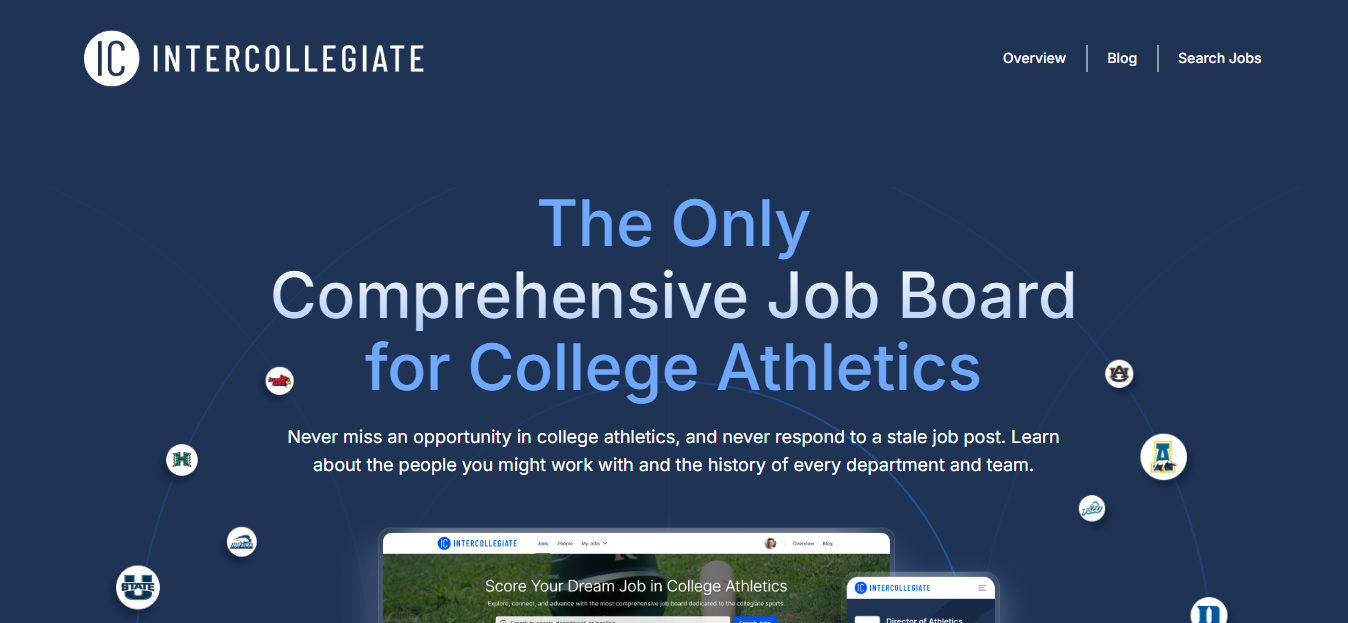 IC INTERCOLLEGIATE
Overview
Blog
Search Jobs
The Only
Comprehensive Job Board
for College Athletics
Never miss an opportunity in college athletics, and never respond to a stale job post. Learn
about the people you might work with and the history of every department and team.
IC INTERCOLLEGIATE
Jobs
People
My Jobs
Overview
Blog
Score Your Dream Job in College Athletics
Explore, connect, and advance with the most comprehensive job board dedicated to the collegiate sports.
IC INTERCOLLEGIATE
Director of Athletics
H
A
STATE